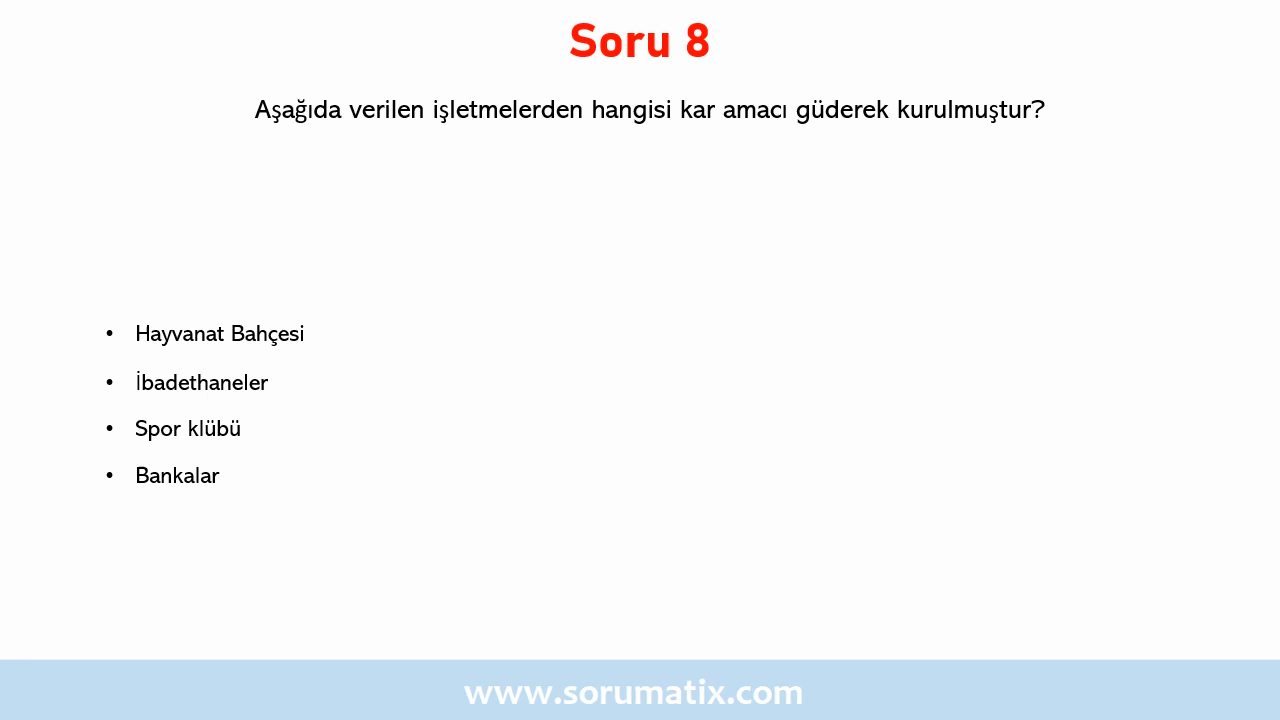 Soru 8
Aşağıda verilen işletmelerden hangisi kar amacı güderek kurulmuştur?
• Hayvanat Bahçesi
• İbadethaneler
• Spor klübü
• Bankalar
www.sorumatix.com